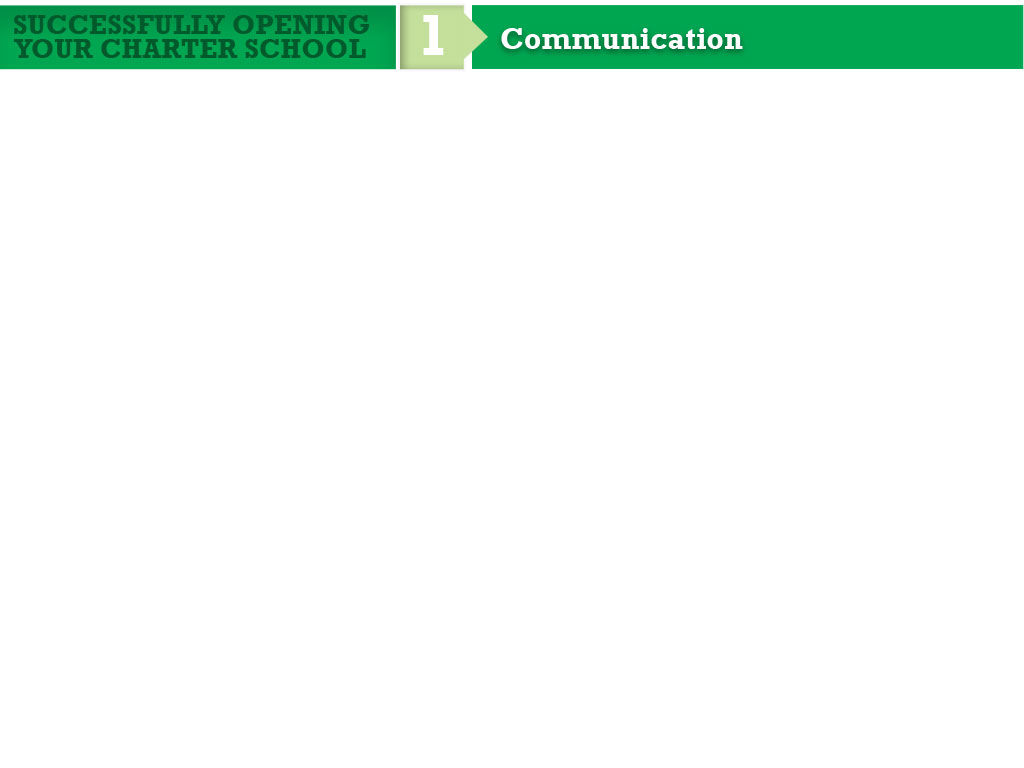 SUCCESSFULLY OPENING
YOUR CHARTER SCHOOL
1
Communication